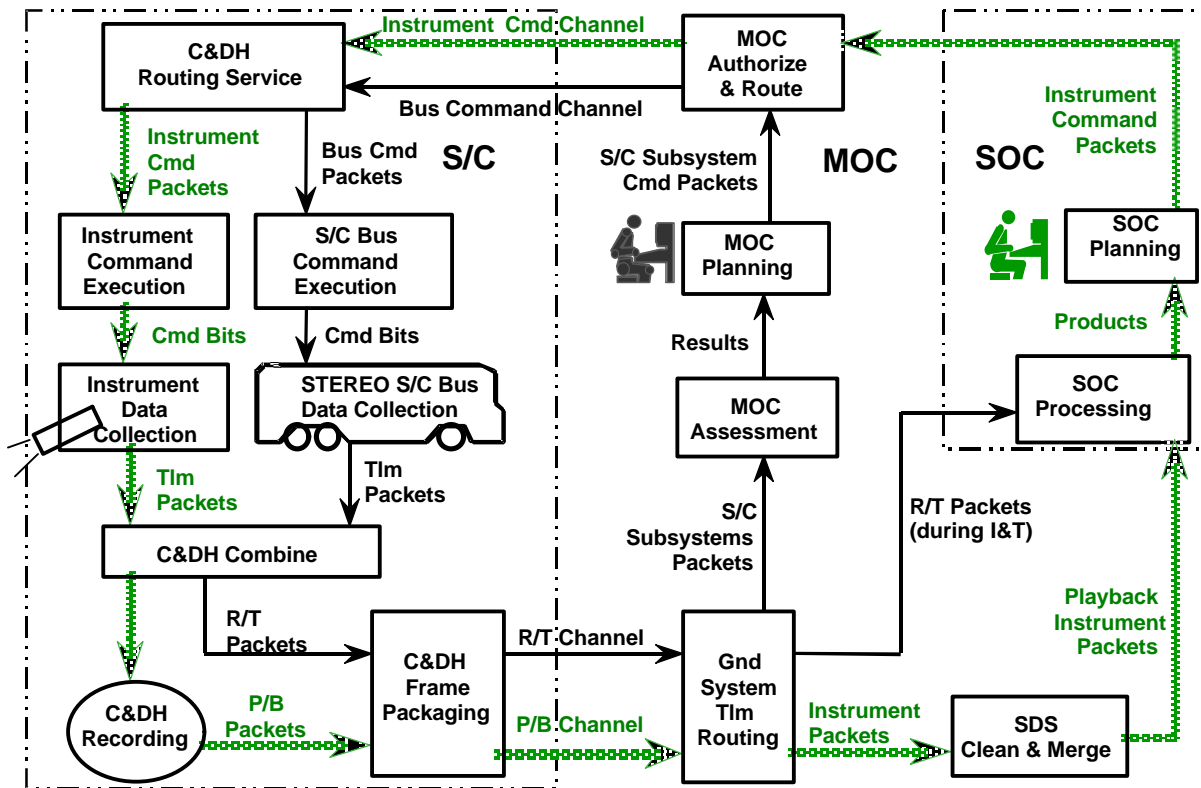 Instrument  Cmd Channel
C&DH
Routing Service
MOC
Authorize
& Route
Bus Command Channel
Instrument
Cmd
Packets
Bus Cmd
Packets
S/C
S/C Subsystem
Cmd Packets
MOC
SOC
Instrument
Command
Packets
Instrument
Command
Execution
S/C Bus
Command
Execution
MOC
Planning
SOC
Planning
Cmd Bits
Cmd Bits
Results
Products
Instrument
Data
Collection
STEREO S/C Bus
Data Collection
MOC
Assessment
SOC
Processing
Tlm
Packets
Tlm
Packets
S/C
Subsystems
Packets
R/T Packets
(during I&T)
C&DH Combine
R/T
Packets
C&DH
Frame
Packaging
R/T Channel
Gnd
System
Tlm
Routing
Playback
Instrument
Packets
C&DH
Recording
P/B
Packets
P/B Channel
Instrument
Packets
SDS
Clean & Merge